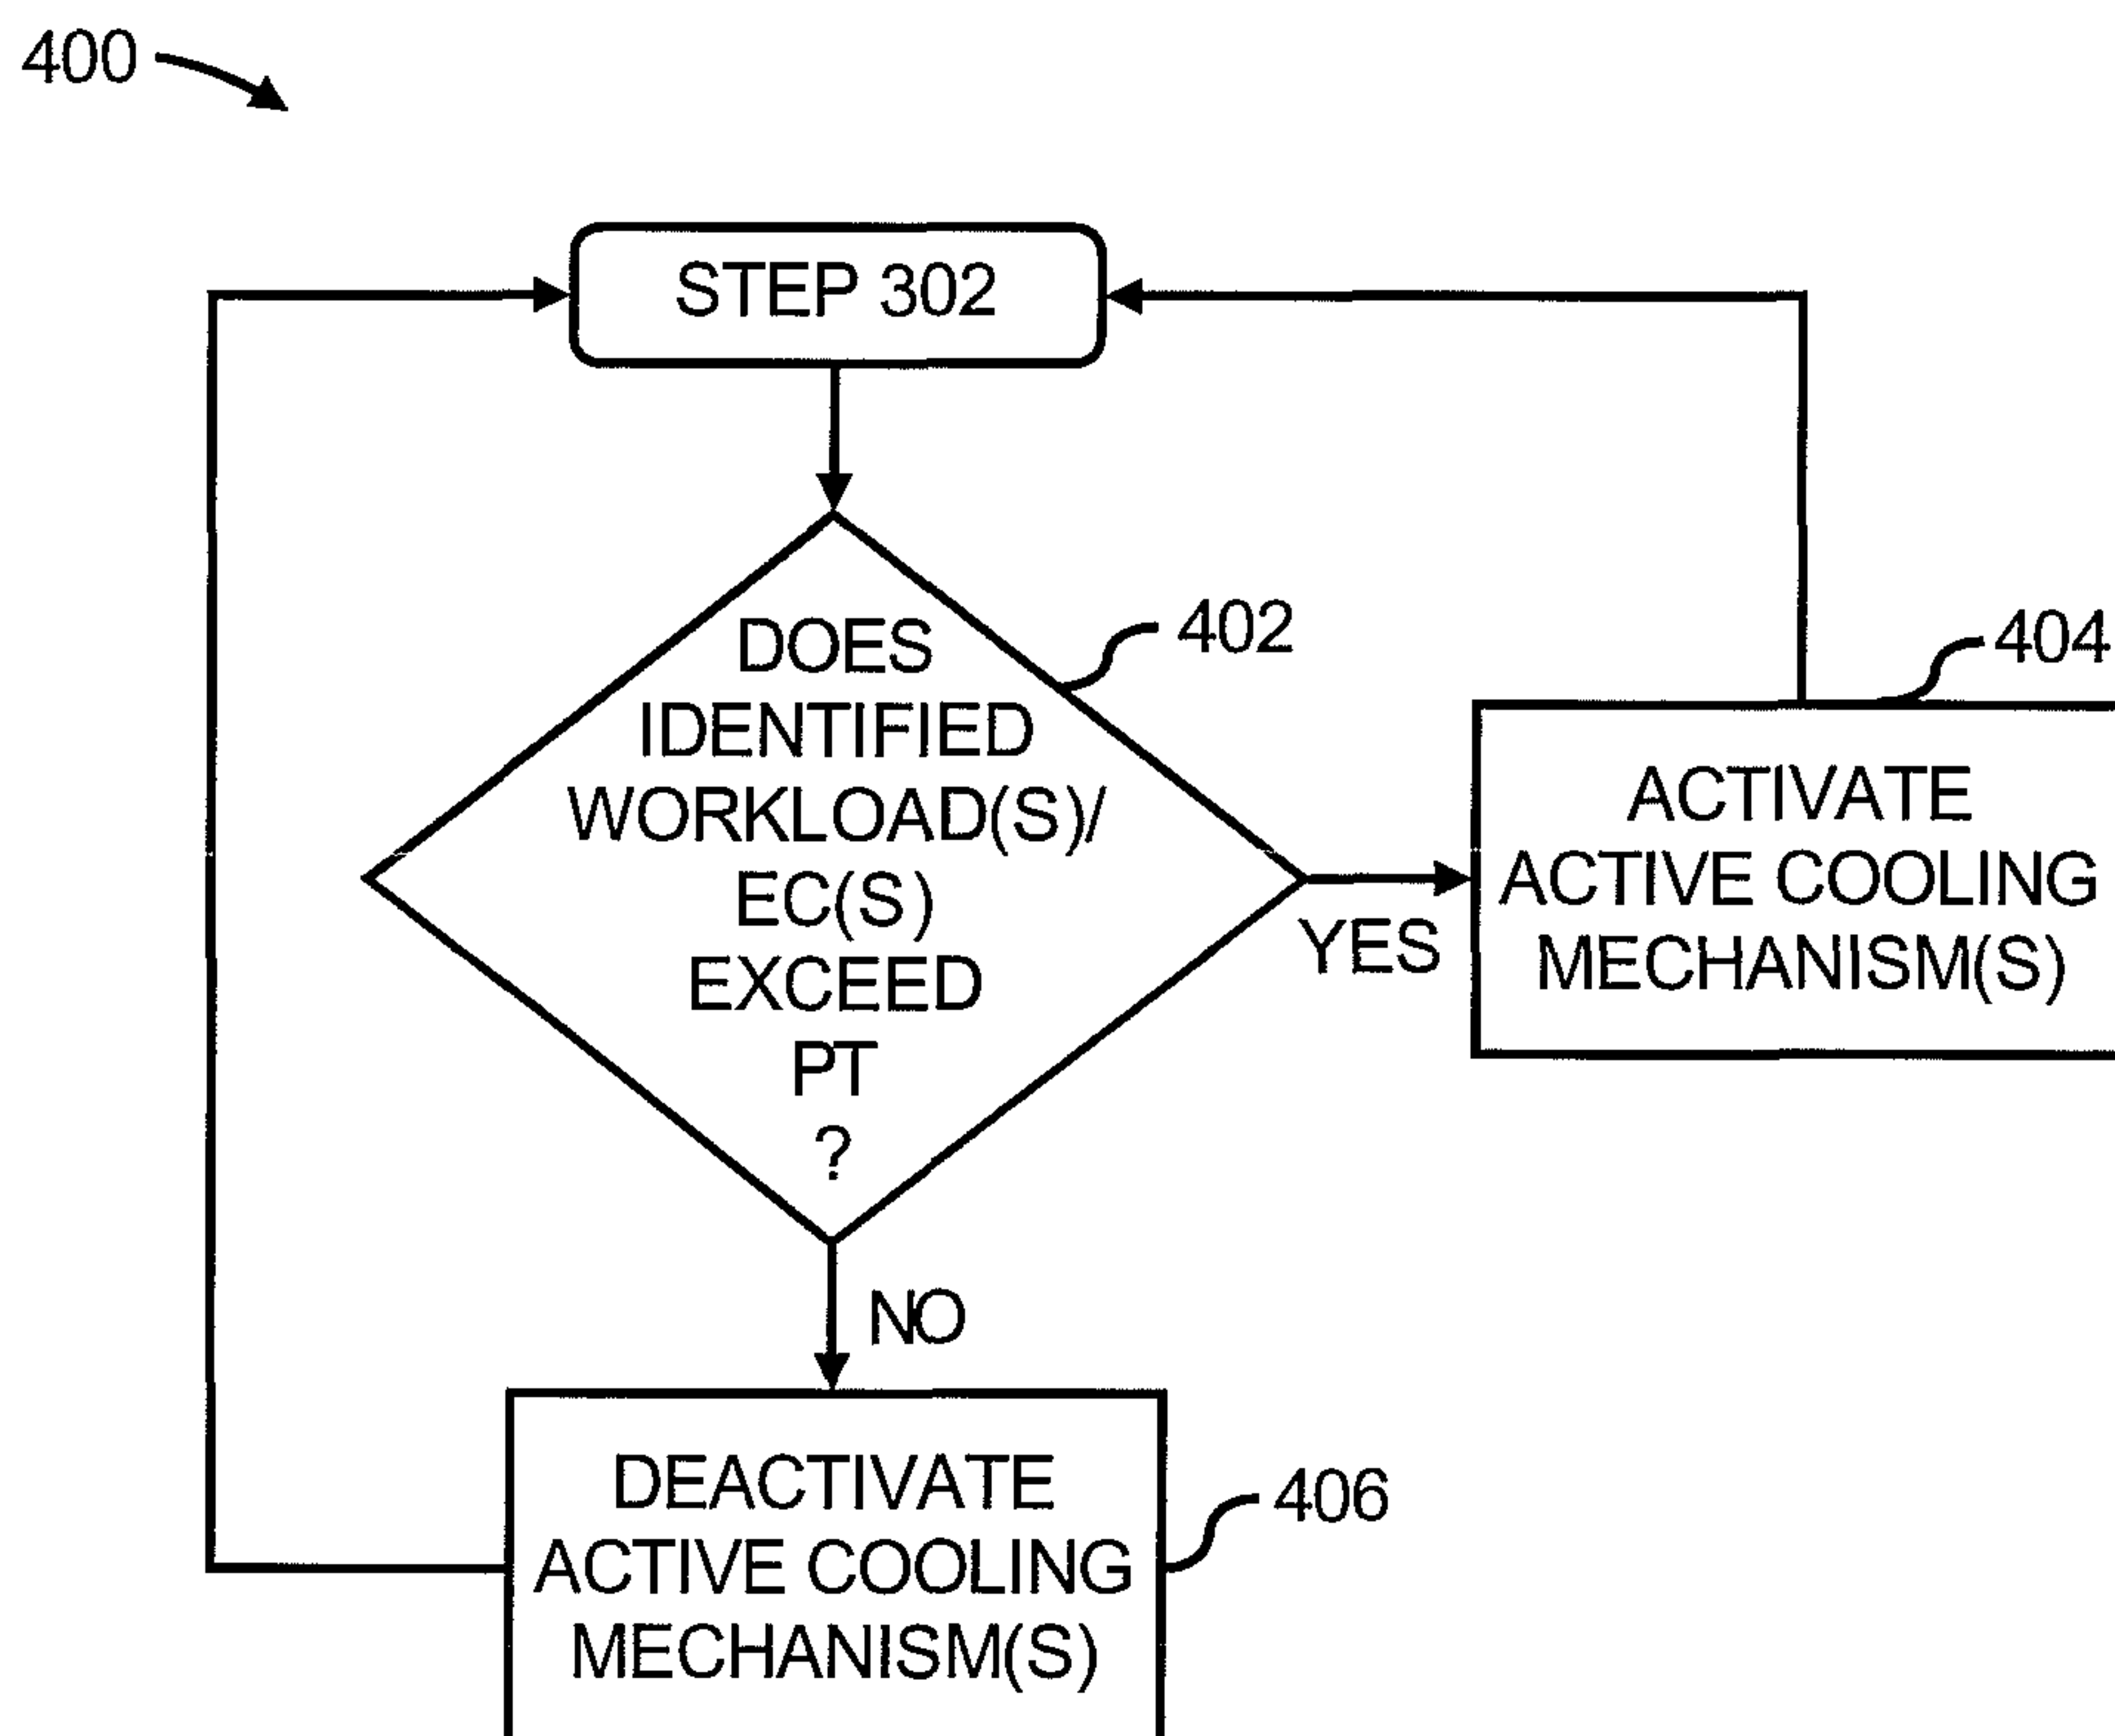 400
STEP 302
DOES
IDENTIFIED
WORKLOAD(S)/
EC(S)
EXCEED
PT
?
402
YES
404
ACTIVATE
ACTIVE COOLING
MECHANISM(S)
NO
DEACTIVATE
ACTIVE COOLING
MECHANISM(S)
406